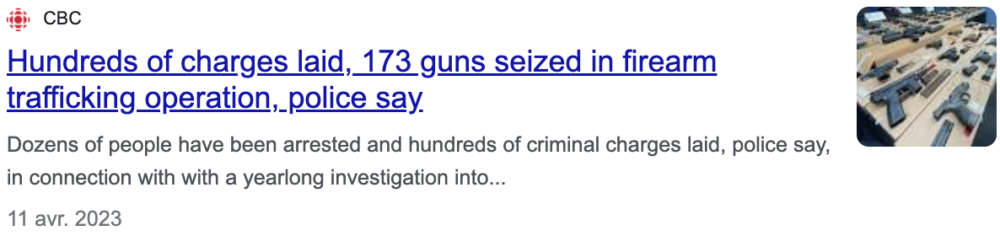 CBC
Hundreds of charges laid, 173 guns seized in firearm
trafficking operation, police say
Dozens of people have been arrested and hundreds of criminal charges laid, police say,
in connection with with a yearlong investigation into...
11 avr. 2023